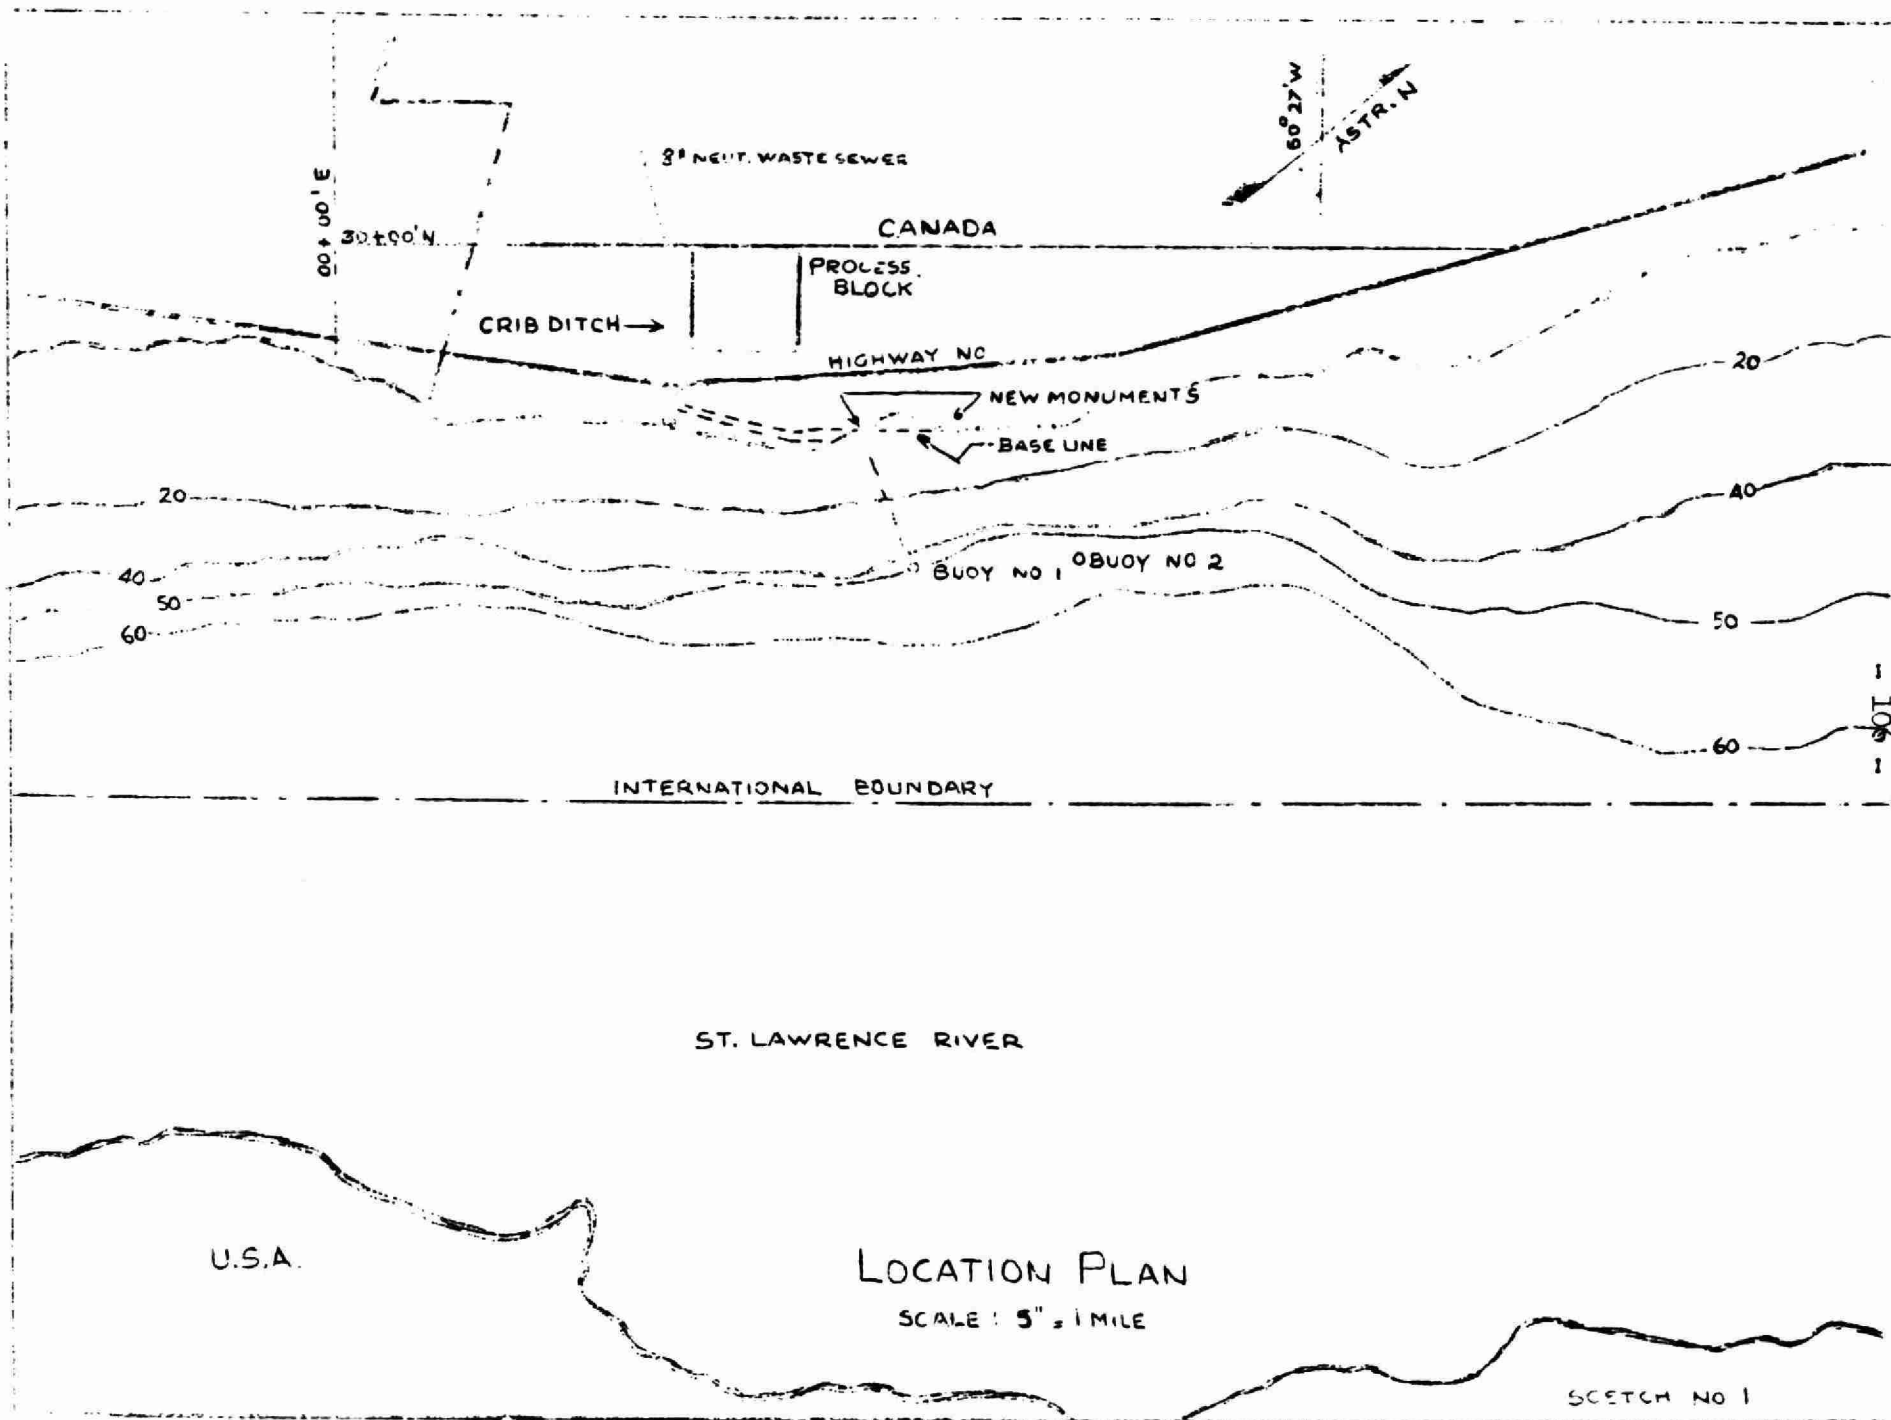 60° 27' W
ASTR. N
8" NEUT. WASTE SEWER
00 + 00' E
30+00' N
CANADA
PROCESS
BLOCK
CRIB DITCH
HIGHWAY NO
20
NEW MONUMENTS
BASE LINE
20
40
40
BUOY NO 1
BUOY NO 2
50
50
60
60
- 109 -
INTERNATIONAL BOUNDARY
ST. LAWRENCE RIVER
U.S.A.
LOCATION PLAN
SCALE : 5" = 1 MILE
SCETCH NO 1